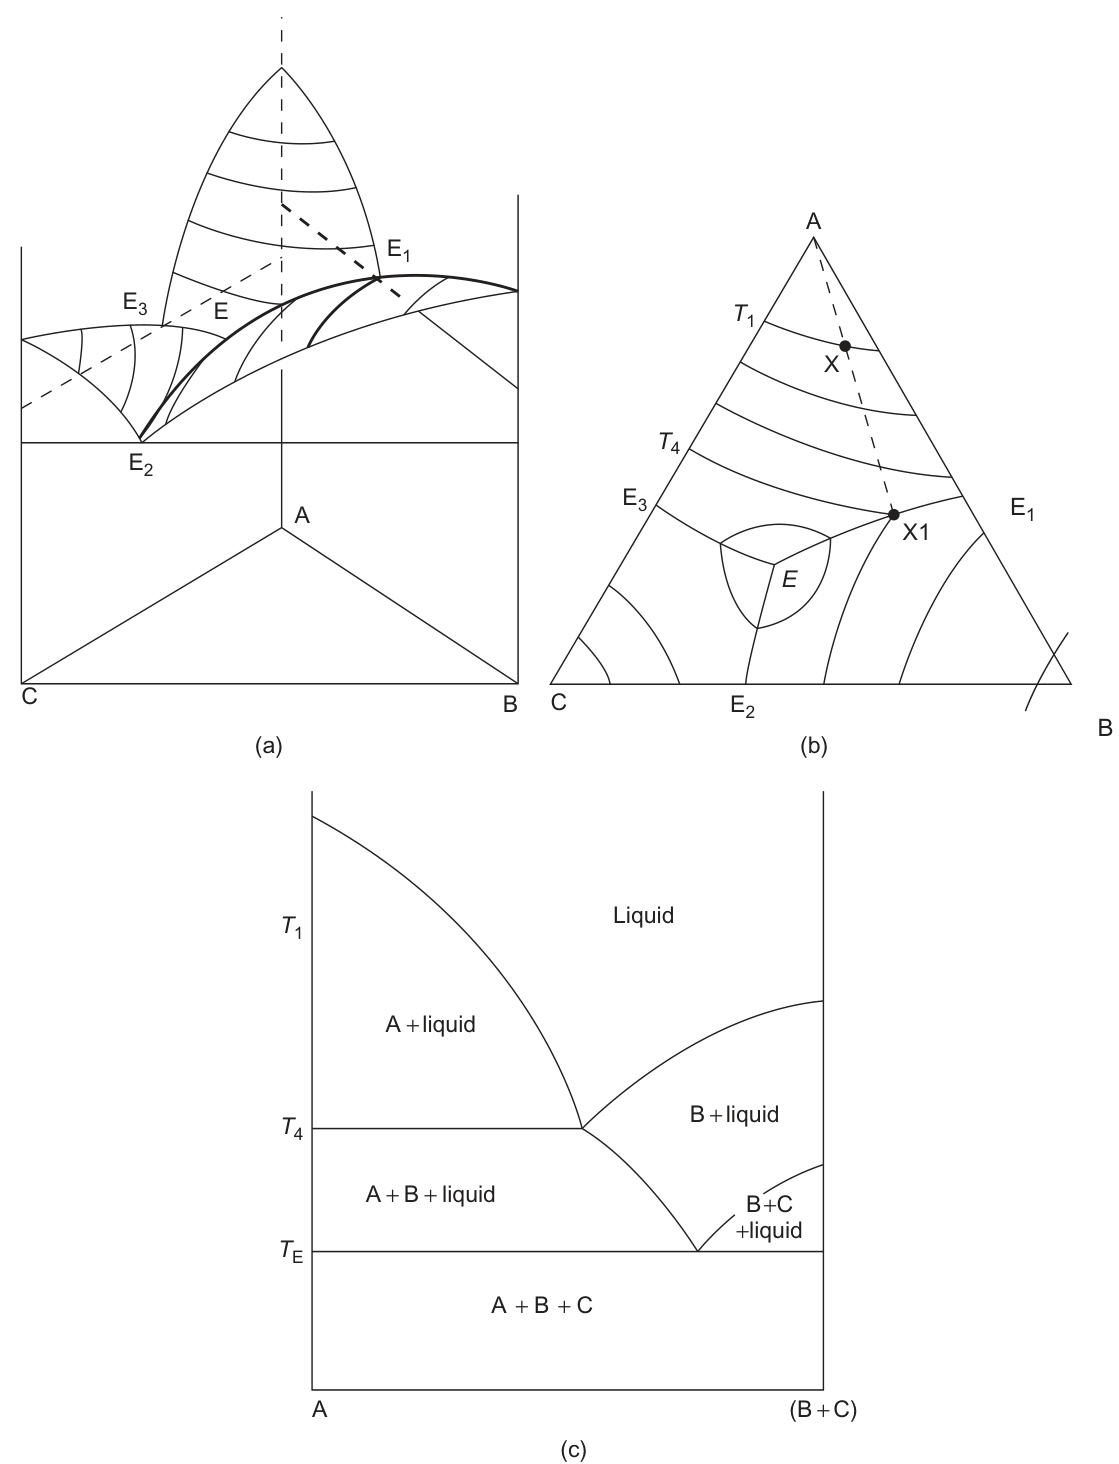 E1
E3
E
E2
A
C
B
(a)
A
T1
X
T4
E3
E1
X1
E
C
E2
B
(b)
Liquid
T1
A + liquid
B + liquid
T4
A + B + liquid
B+C
+liquid
TE
A + B + C
A
(B + C)
(c)